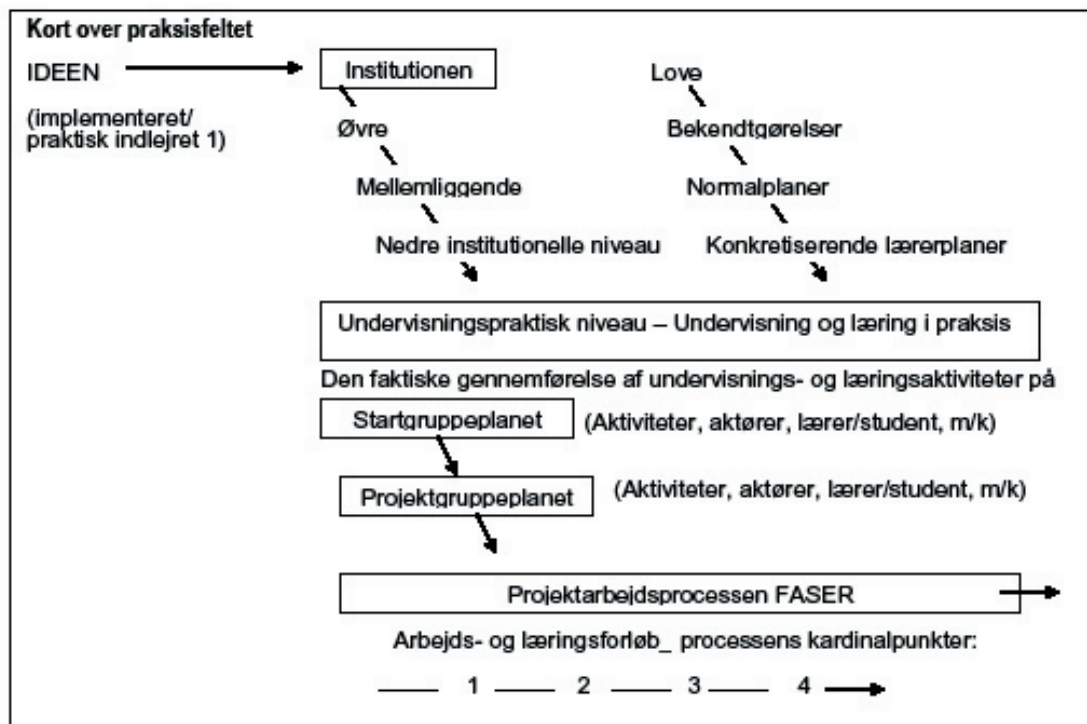 Kort over praksisfeltet
IDEEN
Institutionen
Love
(implementeret/
praktisk indlejret 1)
Øvre
Bekendtgørelser
Mellemliggende
Normalplaner
Nedre institutionelle niveau
Konkretiserende lærerplaner
Undervisningspraktisk niveau – Undervisning og læring i praksis
Den faktiske gennemførelse af undervisnings- og læringsaktiviteter på
Startgruppeplanet
(Aktiviteter, aktører, lærer/student, m/k)
Projektgruppeplanet
(Aktiviteter, aktører, lærer/student, m/k)
Projektarbejdsprocessen FASER
Arbejds- og læringsforløb_ processens kardinalpunkter:
1 2 3 4